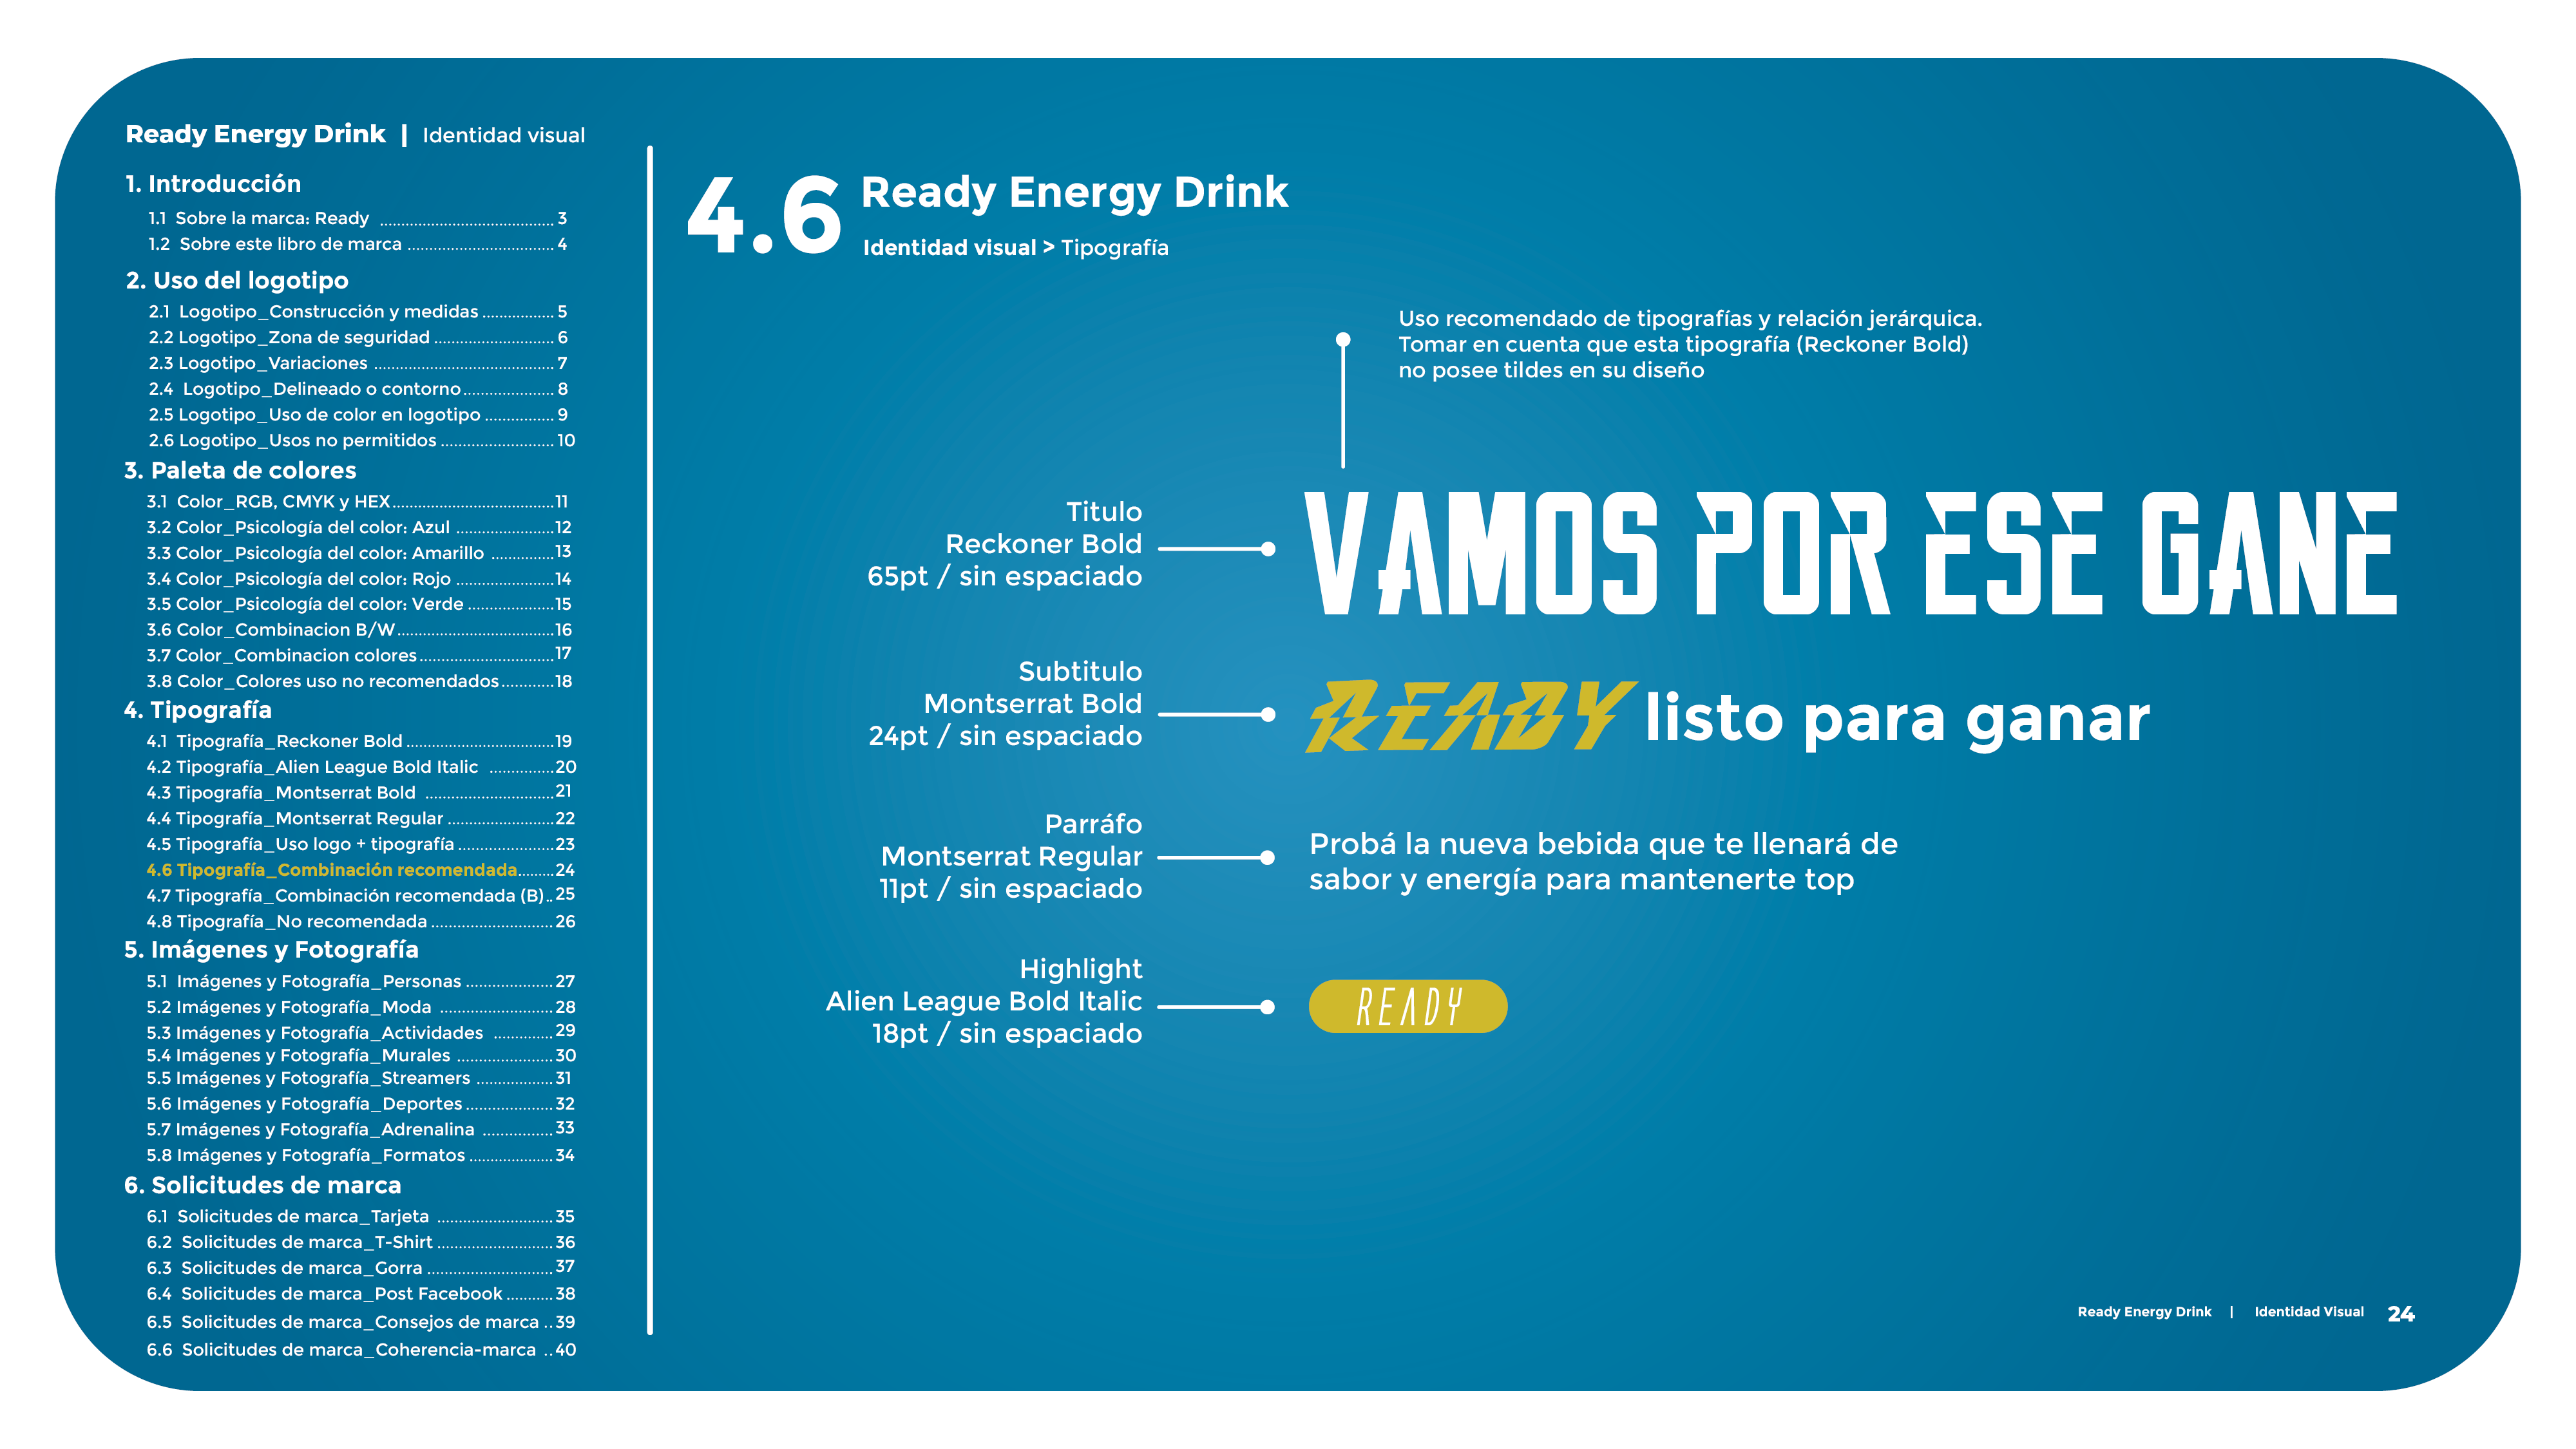 Ready Energy Drink | Identidad visual
1. Introducción
1.1 Sobre la marca: Ready ........................................ 3
1.2 Sobre este libro de marca ................................. 4
2. Uso del logotipo
2.1 Logotipo_Construcción y medidas ................ 5
2.2 Logotipo_Zona de seguridad ........................... 6
2.3 Logotipo_Variaciones ......................................... 7
2.4 Logotipo_Delineado o contorno..................... 8
2.5 Logotipo_Uso de color en logotipo ................ 9
2.6 Logotipo_Usos no permitidos ......................... 10
3. Paleta de colores
3.1 Color_RGB, CMYK y HEX.....................................11
3.2 Color_Psicología del color: Azul ......................12
3.3 Color_Psicología del color: Amarillo ..............13
3.4 Color_Psicología del color: Rojo ......................14
3.5 Color_Psicología del color: Verde ...................15
3.6 Color_Combinacion B/W...................................16
3.7 Color_Combinacion colores..............................17
3.8 Color_Colores uso no recomendados............18
4. Tipografía
4.1 Tipografía_Reckoner Bold .................................19
4.2 Tipografía_Alien League Bold Italic ..............20
4.3 Tipografía_Montserrat Bold .............................21
4.4 Tipografía_Montserrat Regular ........................22
4.5 Tipografía_Uso logo + tipografía ......................23
4.6 Tipografía_Combinación recomendada........24
4.7 Tipografía_Combinación recomendada (B)..25
4.8 Tipografía_No recomendada ...........................26
5. Imágenes y Fotografía
5.1 Imágenes y Fotografía_Personas ...................27
5.2 Imágenes y Fotografía_Moda .........................28
5.3 Imágenes y Fotografía_Actividades .............29
5.4 Imágenes y Fotografía_Murales .....................30
5.5 Imágenes y Fotografía_Streamers .................31
5.6 Imágenes y Fotografía_Deportes...................32
5.7 Imágenes y Fotografía_Adrenalina ...............33
5.8 Imágenes y Fotografía_Formatos ..................34
6. Solicitudes de marca
6.1 Solicitudes de marca_Tarjeta ..........................35
6.2 Solicitudes de marca_T-Shirt ..........................36
6.3 Solicitudes de marca_Gorra ............................37
6.4 Solicitudes de marca_Post Facebook ...........38
6.5 Solicitudes de marca_Consejos de marca ..39
6.6 Solicitudes de marca_Coherencia-marca ..40
4.6 Ready Energy Drink
Identidad visual > Tipografía
Uso recomendado de tipografías y relación jerárquica.
Tomar en cuenta que esta tipografía (Reckoner Bold)
no posee tildes en su diseño
Titulo
Reckoner Bold
65pt / sin espaciado
VAMOS POR ESE GANE
Subtitulo
Montserrat Bold
24pt / sin espaciado
READY listo para ganar
Parráfo
Montserrat Regular
11pt / sin espaciado
Probá la nueva bebida que te llenará de
sabor y energía para mantenerte top
Highlight
Alien League Bold Italic
18pt / sin espaciado
READY
Ready Energy Drink | Identidad Visual 24